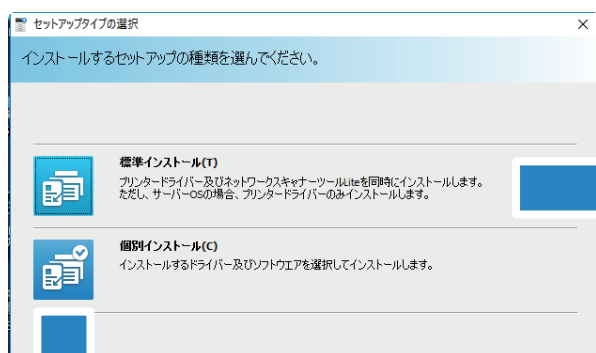 セットアップタイプの選択
インストールするセットアップの種類を選んでください。
標準インストール(T)
プリンタードライバー及びネットワークスキャナーツールLiteを同時にインストールします。
ただし、サーバーOSの場合、プリンタードライバーのみインストールします。
個別インストール(C)
インストールするドライバー及びソフトウエアを選択してインストールします。